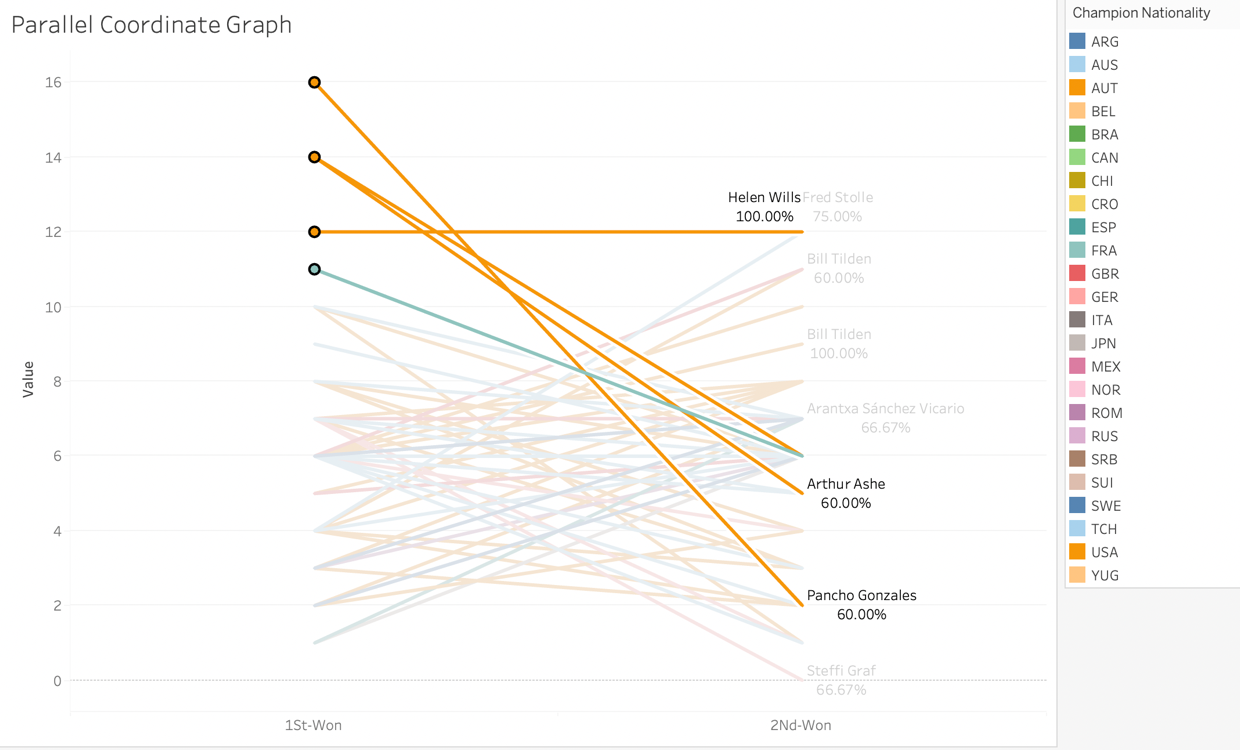 Parallel Coordinate Graph
Champion Nationality
ARG
AUS
AUT
BEL
BRA
CAN
CHI
CRO
ESP
FRA
GBR
GER
ITA
JPN
MEX
NOR
ROM
RUS
SRB
SUI
SWE
TCH
USA
YUG
Value
16
14
12
10
8
6
4
2
0
Helen Wills Fred Stolle
100.00% 75.00%
Bill Tilden
60.00%
Bill Tilden
100.00%
Arantxa Sánchez Vicario
66.67%
Arthur Ashe
60.00%
Pancho Gonzales
60.00%
Steffi Graf
66.67%
1St-Won
2Nd-Won